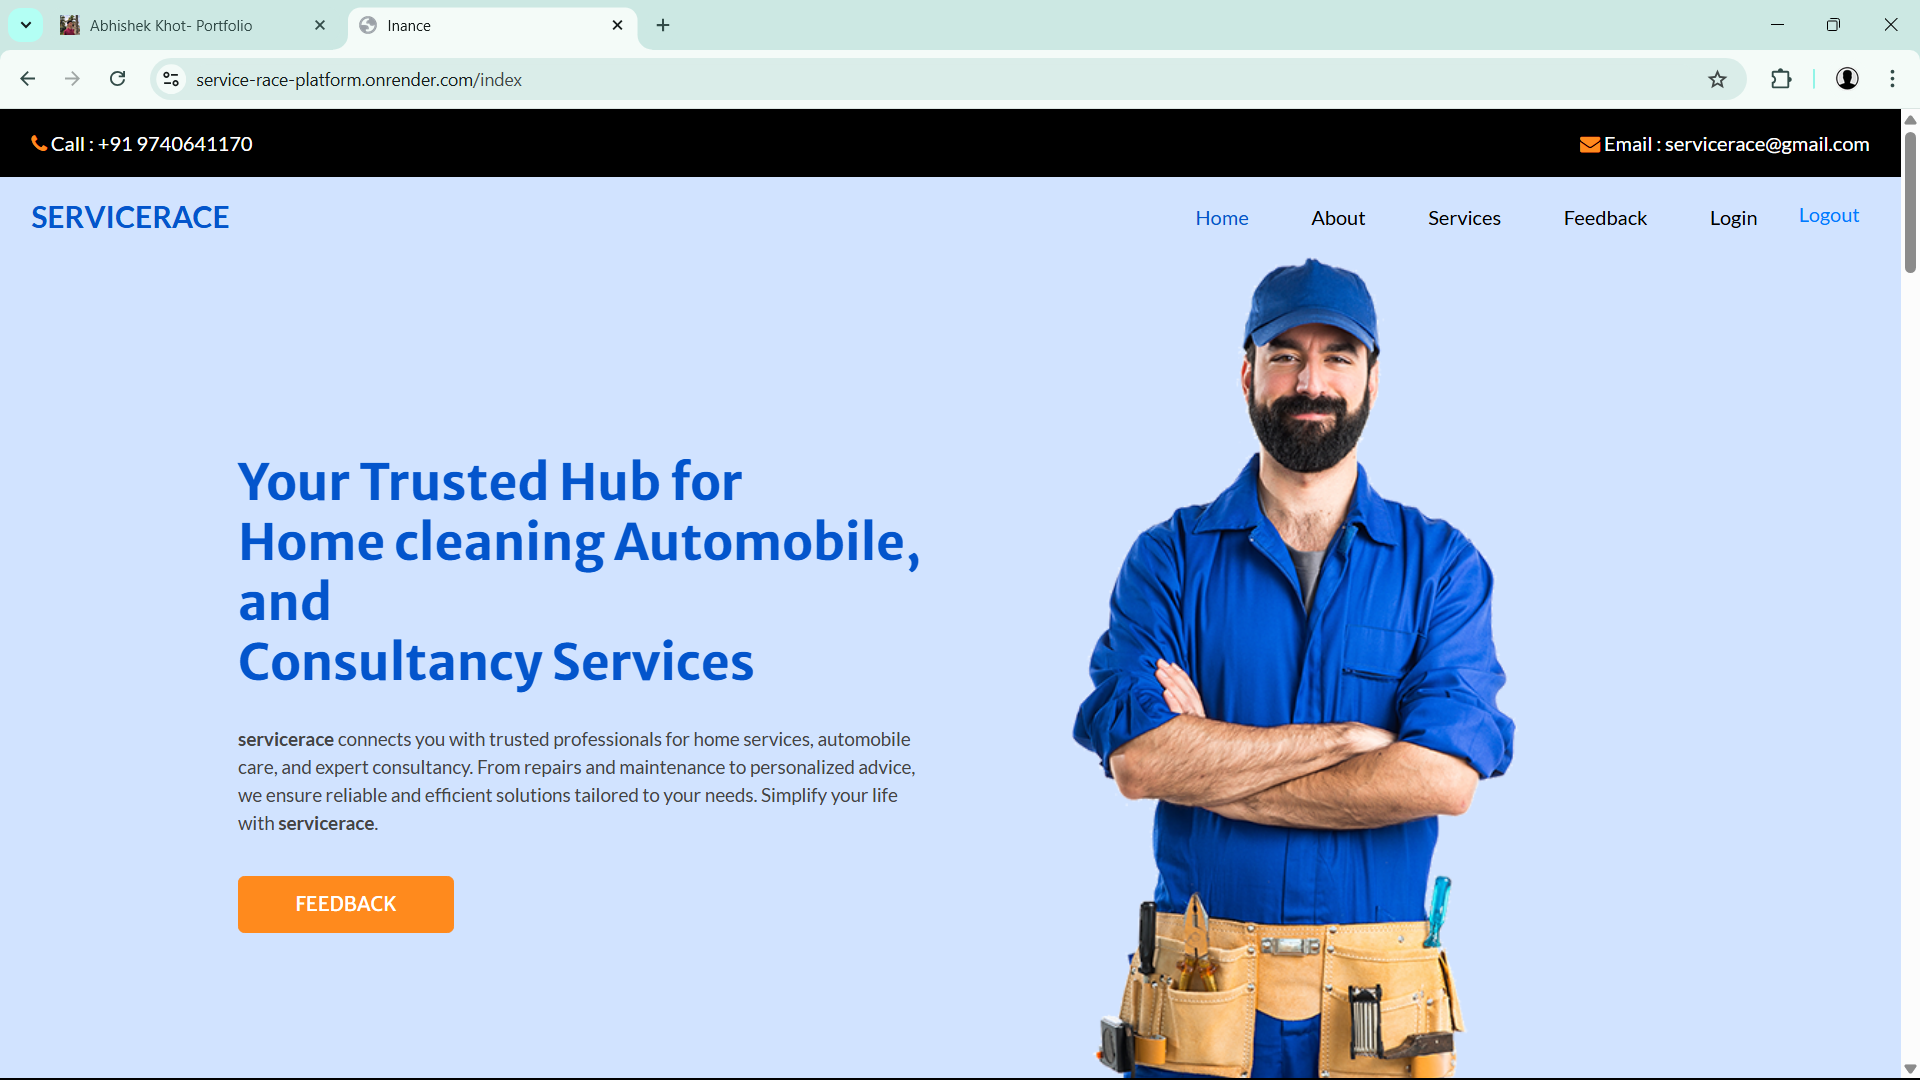 Abhishek Khot- Portfolio
Inance
service-race-platform.onrender.com/index
Call : +91 9740641170
Email : servicerace@gmail.com
SERVICERACE
Home
About
Services
Feedback
Login
Logout
Your Trusted Hub for
Home cleaning Automobile,
and
Consultancy Services
servicerace connects you with trusted professionals for home services, automobile
care, and expert consultancy. From repairs and maintenance to personalized advice,
we ensure reliable and efficient solutions tailored to your needs. Simplify your life
with servicerace.
FEEDBACK